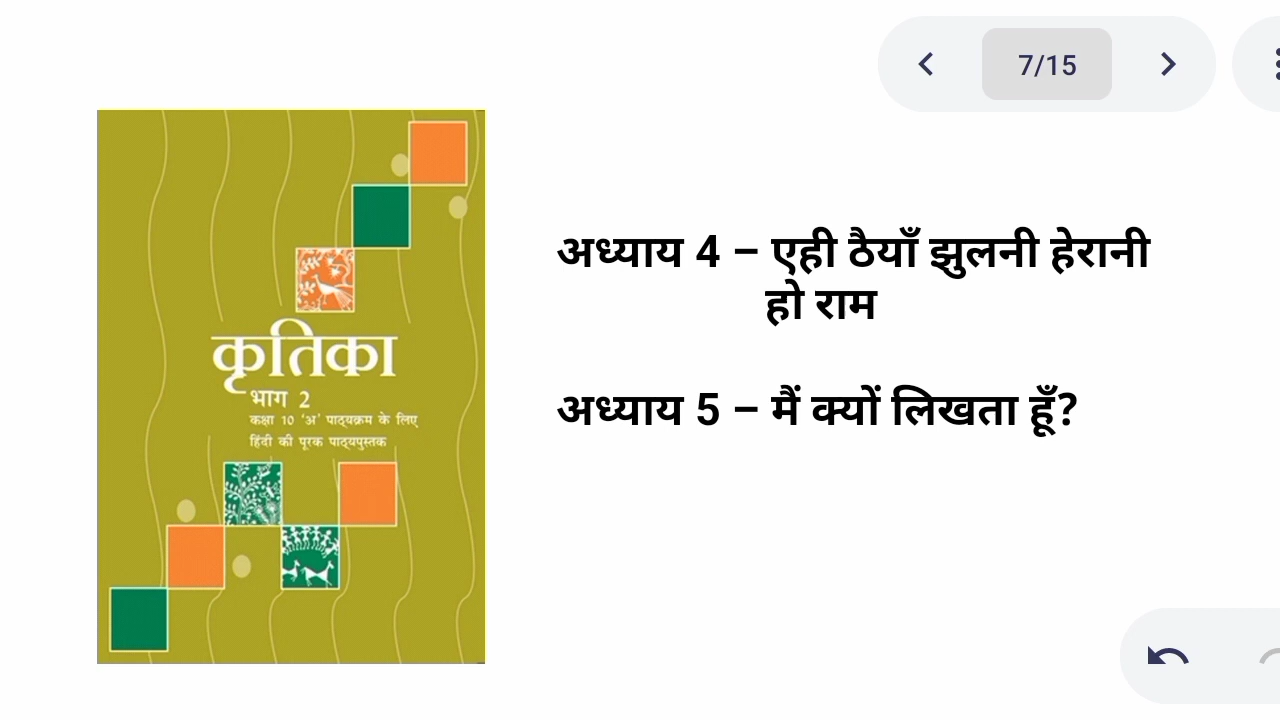 7/15
कृतिका
भाग 2
कक्षा 10 'अ' पाठ्यक्रम के लिए
हिंदी की पूरक पाठ्यपुस्तक
अध्याय 4 – एही ठैयाँ झुलनी हेरानी
हो राम
अध्याय 5 – मैं क्यों लिखता हूँ?